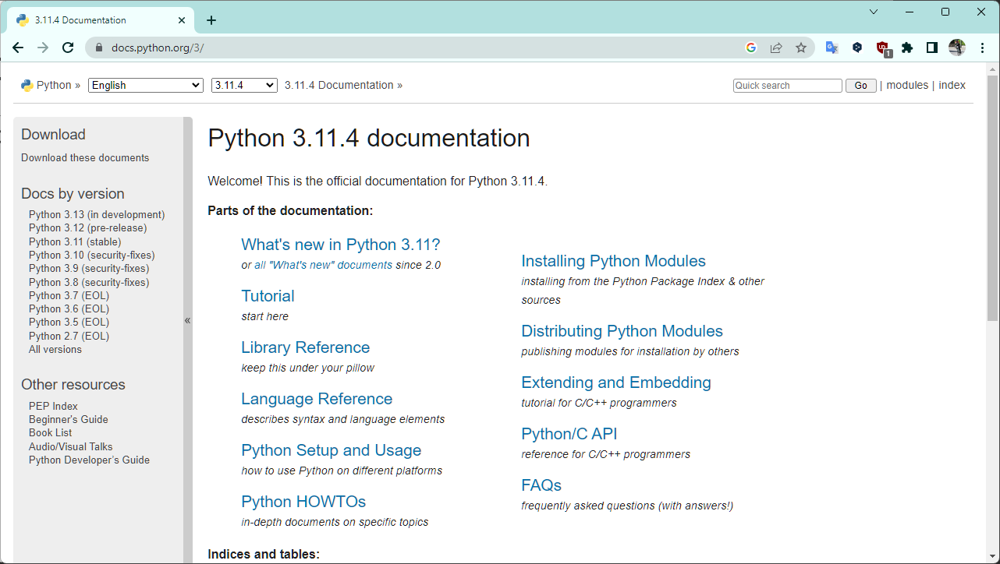 3.11.4 Documentation
docs.python.org/3/
1
Python » English 3.11.4 3.11.4 Documentation » Quick search Go | modules | index
Download
Download these documents
Docs by version
Python 3.13 (in development)
Python 3.12 (pre-release)
Python 3.11 (stable)
Python 3.10 (security-fixes)
Python 3.9 (security-fixes)
Python 3.8 (security-fixes)
Python 3.7 (EOL)
Python 3.6 (EOL)
Python 3.5 (EOL)
Python 2.7 (EOL)
All versions
Other resources
PEP Index
Beginner's Guide
Book List
Audio/Visual Talks
Python Developer’s Guide
«
Python 3.11.4 documentation
Welcome! This is the official documentation for Python 3.11.4.
Parts of the documentation:
What's new in Python 3.11?
or all "What's new" documents since 2.0
Tutorial
start here
Library Reference
keep this under your pillow
Language Reference
describes syntax and language elements
Python Setup and Usage
how to use Python on different platforms
Python HOWTOs
in-depth documents on specific topics
Installing Python Modules
installing from the Python Package Index & other
sources
Distributing Python Modules
publishing modules for installation by others
Extending and Embedding
tutorial for C/C++ programmers
Python/C API
reference for C/C++ programmers
FAQs
frequently asked questions (with answers!)
Indices and tables: